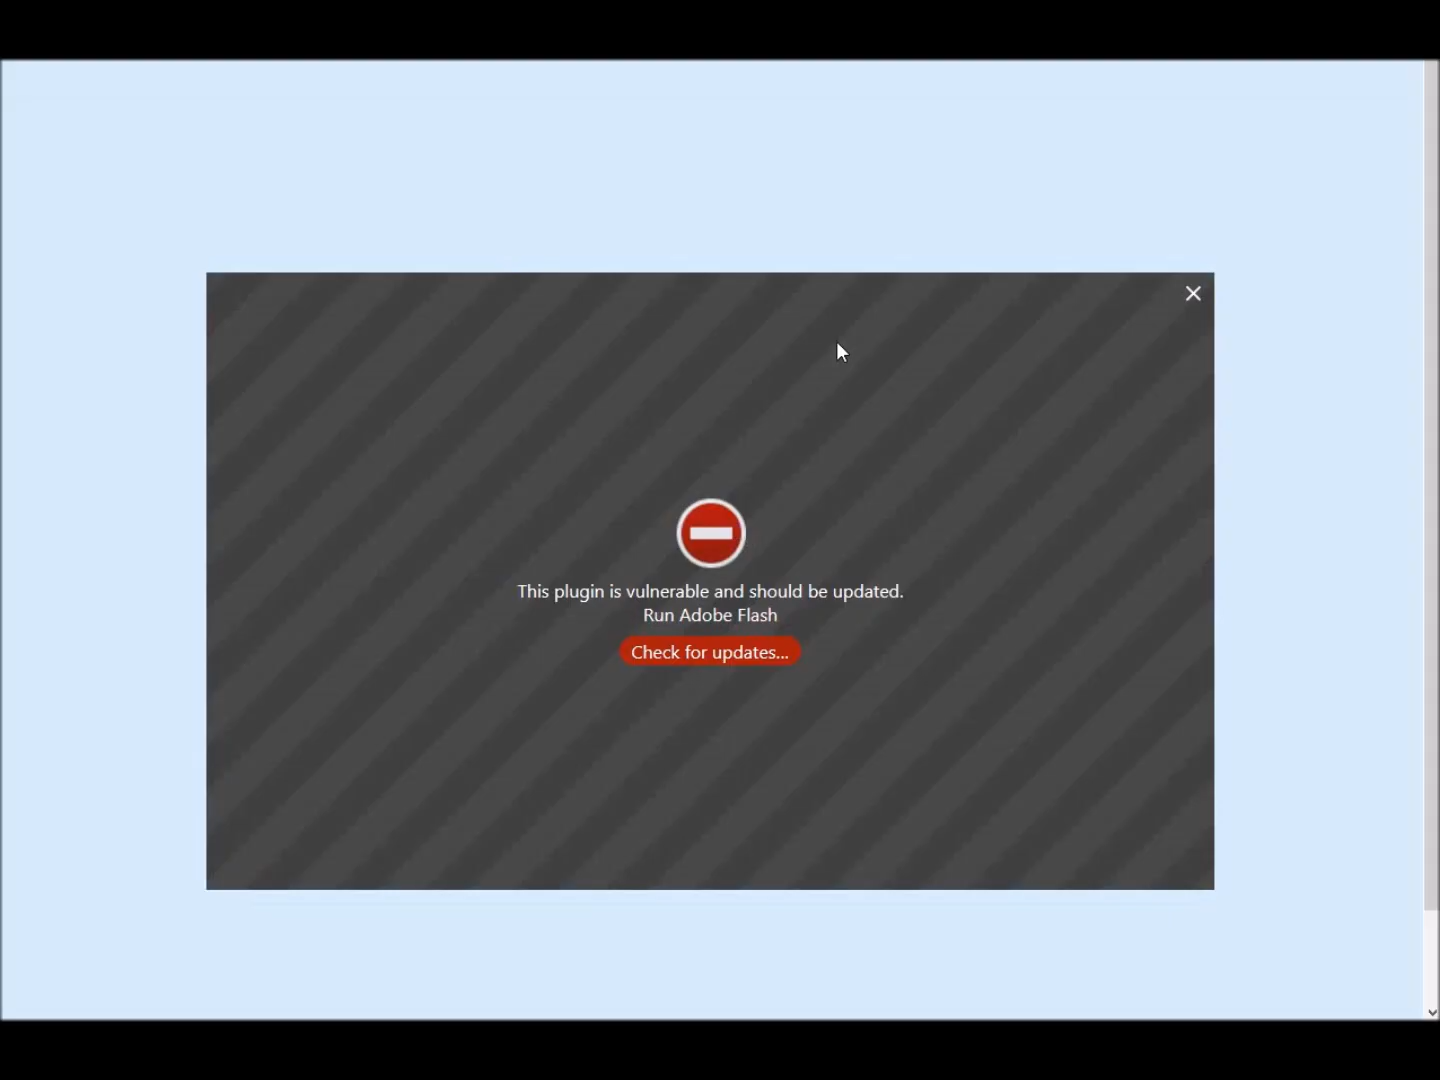 This plugin is vulnerable and should be updated.
Run Adobe Flash
Check for updates...